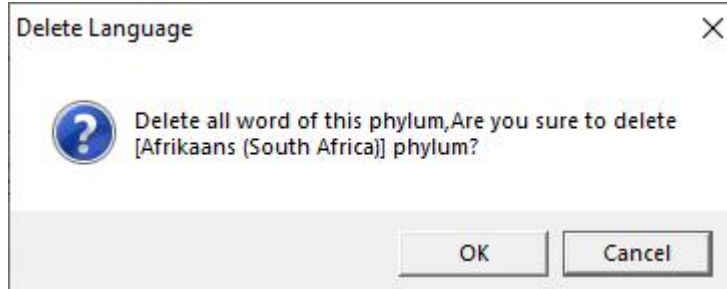 Delete Language
Delete all word of this phylum,Are you sure to delete
[Afrikaans (South Africa)] phylum?
OK
Cancel